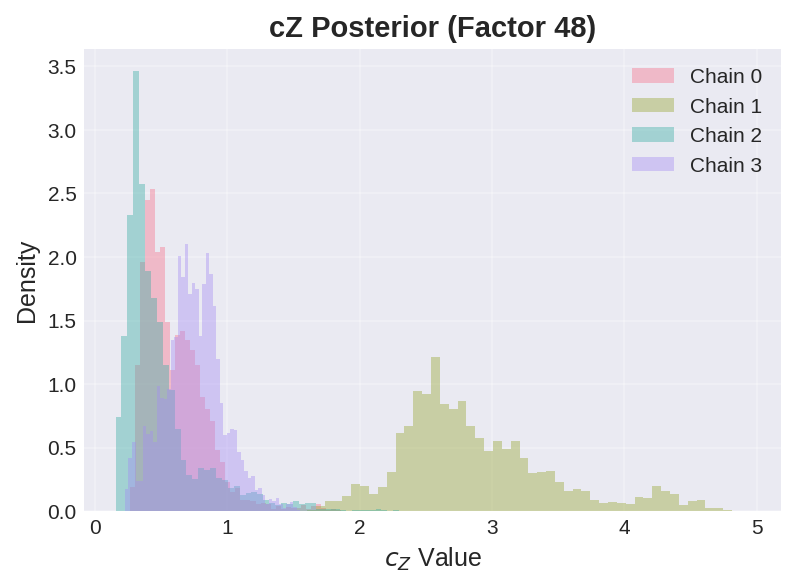 cZ Posterior (Factor 48)
3.5
3.0
2.5
2.0
1.5
1.0
0.5
0.0
Density
Chain 0
Chain 1
Chain 2
Chain 3
0 1 2 3 4 5
c_Z Value